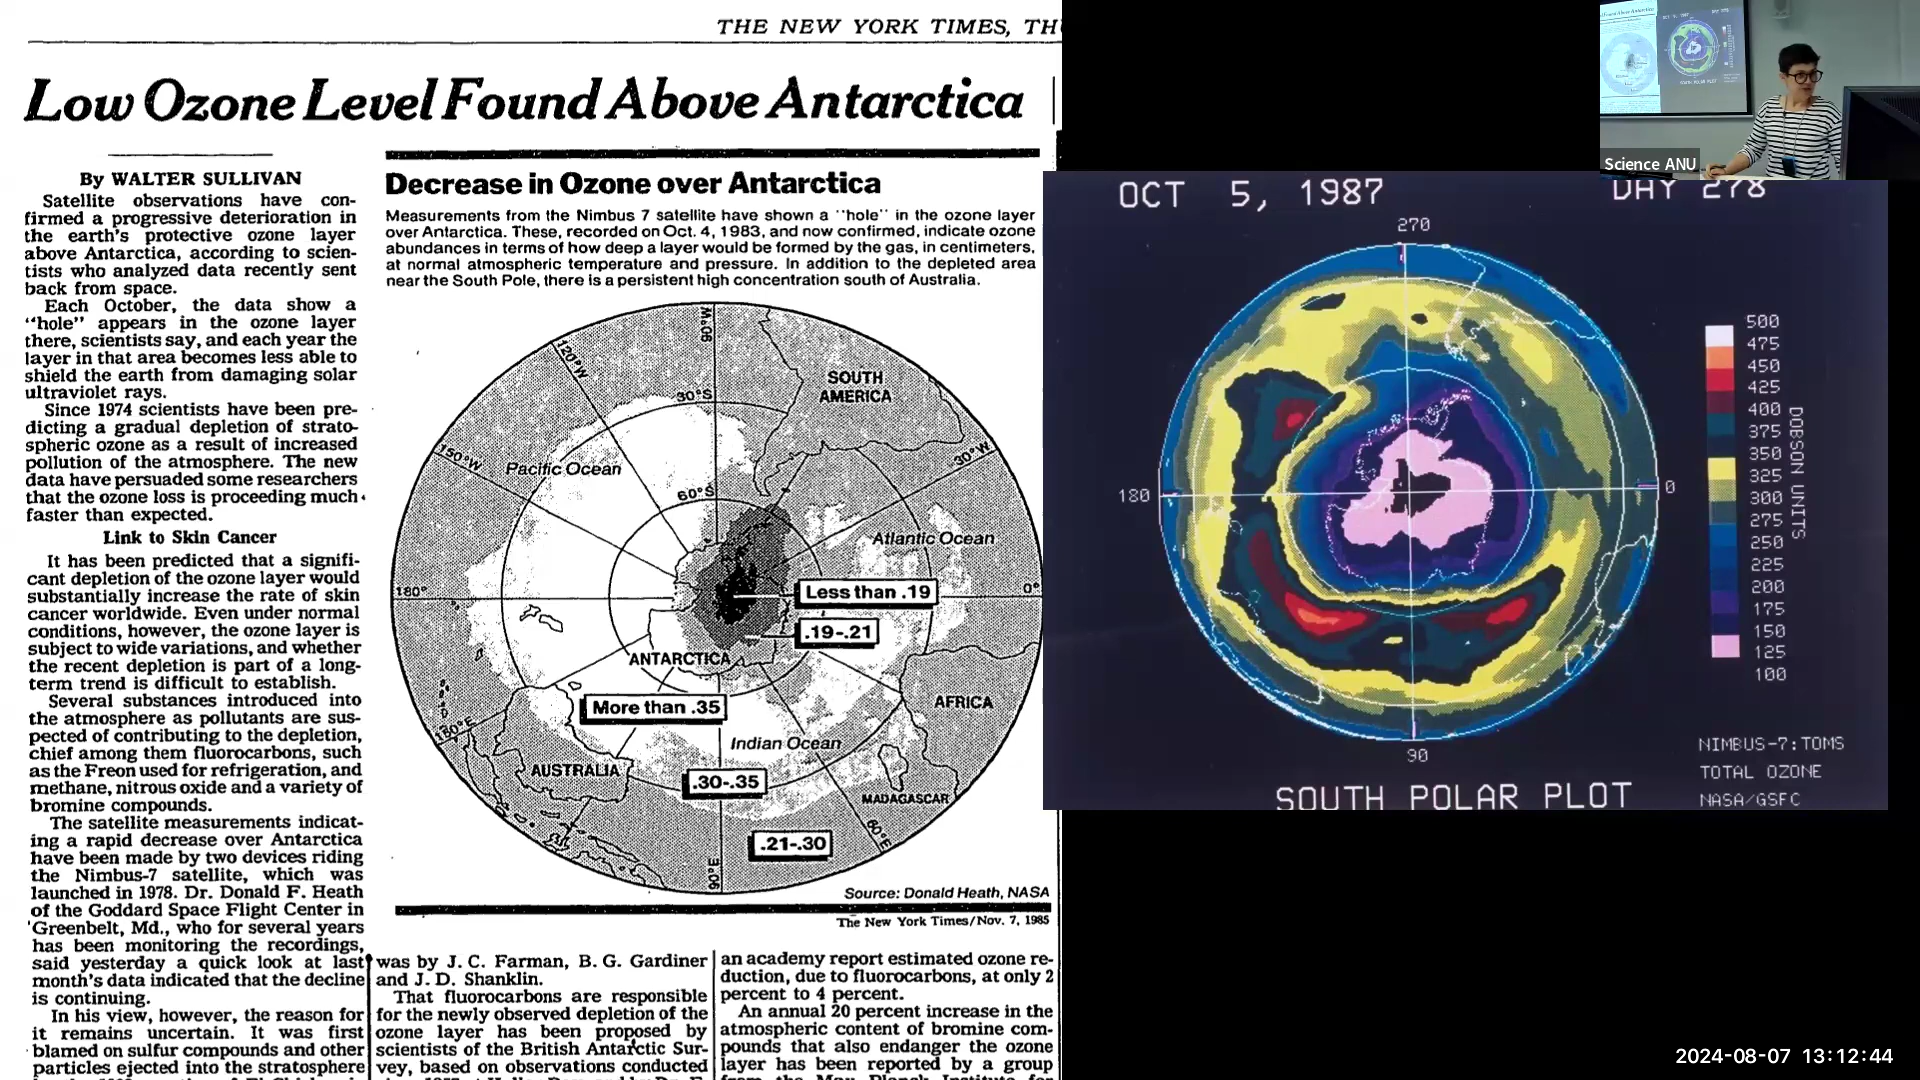 THE NEW YORK TIMES, TH
Low Ozone Level Found Above Antarctica
By WALTER SULLIVAN
Satellite observations have con-
firmed a progressive deterioration in
the earth's protective ozone layer
above Antarctica, according to scien-
tists who analyzed data recently sent
back from space.
Each October, the data show a
"hole" appears in the ozone layer
there, scientists say, and each year the
layer in that area becomes less able to
shield the earth from damaging solar
ultraviolet rays.
Since 1974 scientists have been pre-
dicting a gradual depletion of strato-
spheric ozone as a result of increased
pollution of the atmosphere. The new
data have persuaded some researchers
that the ozone loss is proceeding much
faster than expected.
Link to Skin Cancer
It has been predicted that a signifi-
cant depletion of the ozone layer would
substantially increase the rate of skin
cancer worldwide. Even under normal
conditions, however, the ozone layer is
subject to wide variations, and whether
the recent depletion is part of a long-
term trend is difficult to establish.
Several substances introduced into
the atmosphere as pollutants are sus-
pected of contributing to the depletion,
chief among them fluorocarbons, such
as the Freon used for refrigeration, and
methane, nitrous oxide and a variety of
bromine compounds.
The satellite measurements indicat-
ing a rapid decrease over Antarctica
have been made by two devices riding
the Nimbus-7 satellite, which was
launched in 1978. Dr. Donald F. Heath
of the Goddard Space Flight Center in
Greenbelt, Md., who for several years
has been monitoring the recordings,
said yesterday a quick look at last
month's data indicated that the decline
is continuing.
In his view, however, the reason for
it remains uncertain. It was first
blamed on sulfur compounds and other
particles ejected into the stratosphere
Decrease in Ozone over Antarctica
Measurements from the Nimbus 7 satellite have shown a "hole" in the ozone layer
over Antarctica. These, recorded on Oct. 4, 1983, and now confirmed, indicate ozone
abundances in terms of how deep a layer would be formed by the gas, in centimeters,
at normal atmospheric temperature and pressure. In addition to the depleted area
near the South Pole, there is a persistent high concentration south of Australia.
90°W
120°W
SOUTH
AMERICA
30°S
150°W
Pacific Ocean
30°W
60°S
Atlantic Ocean
180°
Less than .19
0°
.19-.21
ANTARCTICA
More than .35
AFRICA
150°E
Indian Ocean
AUSTRALIA
.30-.35
MADAGASCAR
60°E
.21-.30
90°E
Source: Donald Heath, NASA
The New York Times/Nov. 7, 1985
was by J. C. Farman, B. G. Gardiner
and J. D. Shanklin.
That fluorocarbons are responsible
for the newly observed depletion of the
ozone layer has been proposed by
scientists of the British Antarctic Sur-
vey, based on observations conducted
an academy report estimated ozone re-
duction, due to fluorocarbons, at only 2
percent to 4 percent.
An annual 20 percent increase in the
atmospheric content of bromine com-
pounds that also endanger the ozone
layer has been reported by a group
Science ANU
OCT 5, 1987
DAY 278
270
180
0
90
500
475
450
425
400
375
350
325
300
275
250
225
200
175
150
125
100
DOBSON UNITS
NIMBUS-7:TOMS
TOTAL OZONE
NASA/GSFC
SOUTH POLAR PLOT
2024-08-07 13:12:44